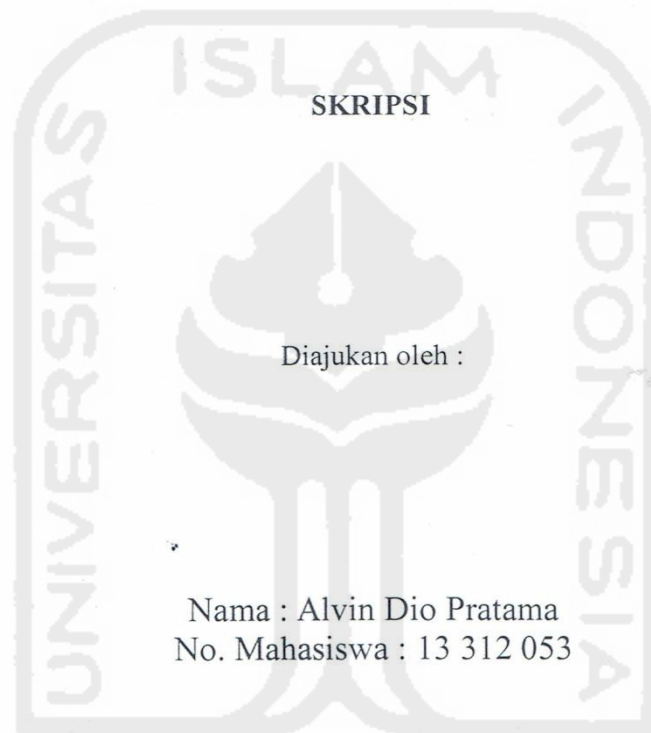 UNIVERSITAS ISLAM INDONESIA
SKRIPSI
Diajukan oleh :
Nama : Alvin Dio Pratama
No. Mahasiswa : 13 312 053